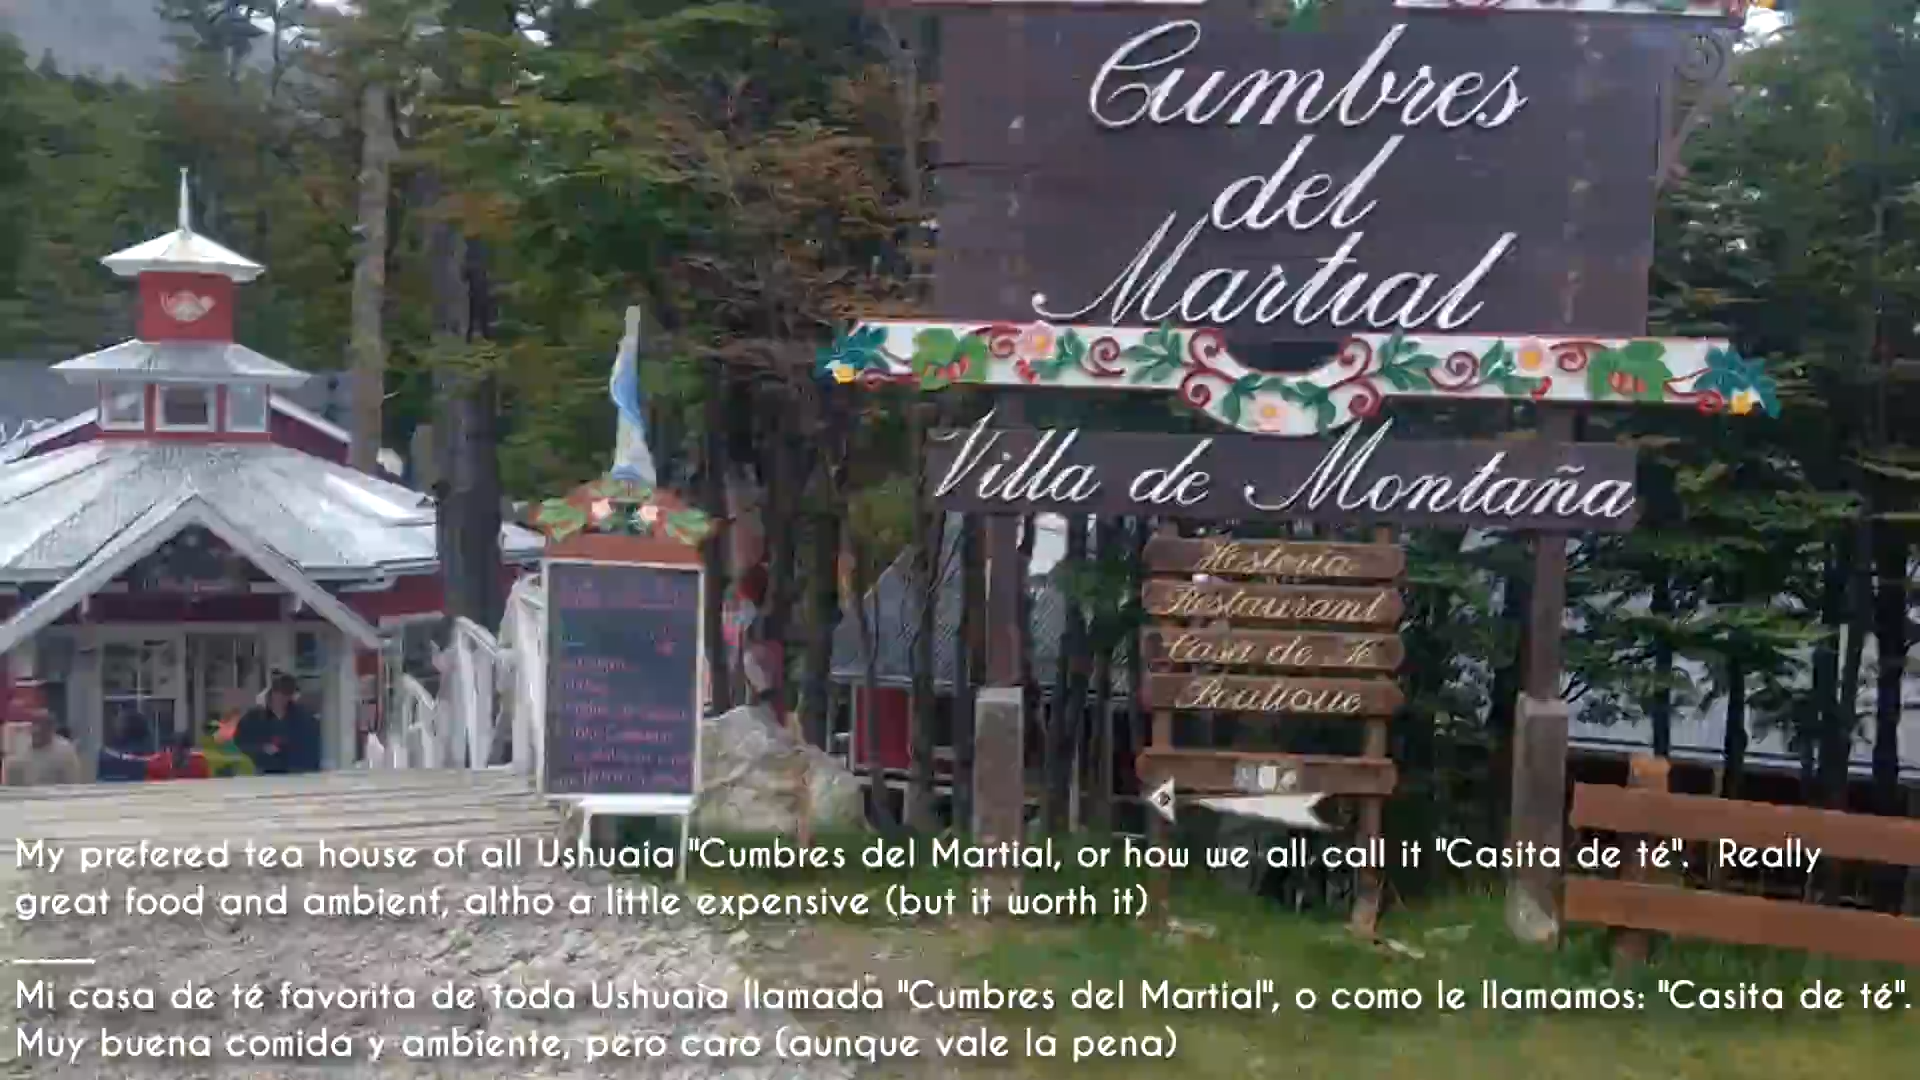 Cumbres
del
Martial
Villa de Montaña
Historia
Restaurant
Casa de Té
Boutique
My prefered tea house of all Ushuaia "Cumbres del Martial, or how we all call it "Casita de té".  Really
great food and ambienf, altho a little expensive (but it worth it)
Mi casa de té favorita de toda Ushuaia llamada "Cumbres del Martial", o como le llamamos: "Casita de té".
Muy buena comida y ambiente, pero caro (aunque vale la pena)